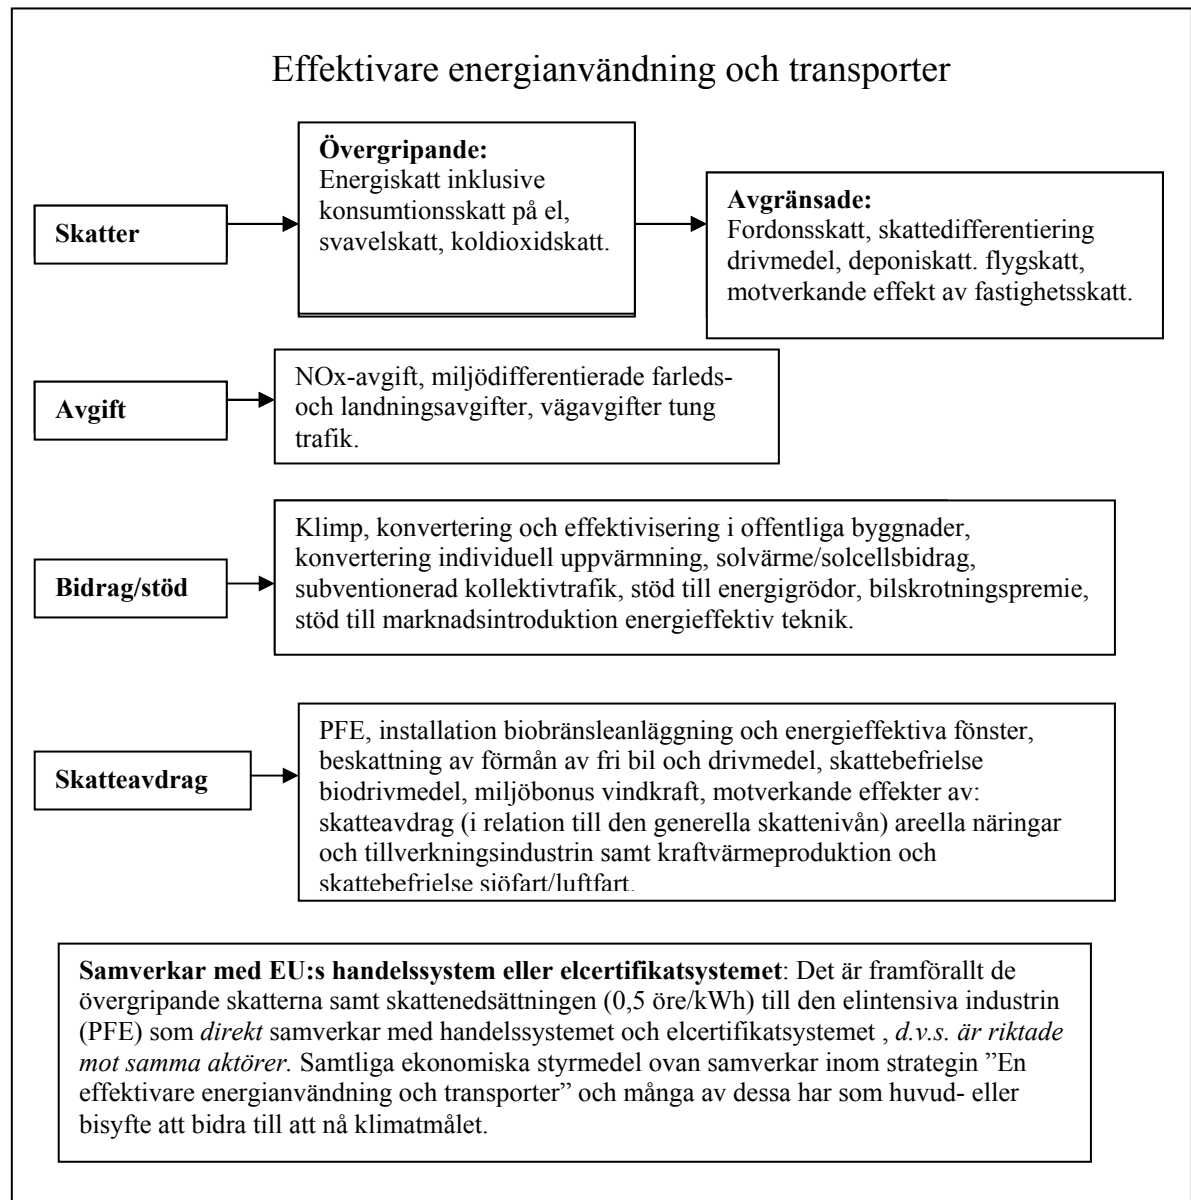 Effektivare energianvändning och transporter
Skatter
Övergripande:
Energiskatt inklusive
konsumtionsskatt på el,
svavelskatt, koldioxidskatt.
Avgränsade:
Fordonsskatt, skattedifferentiering
drivmedel, deponiskatt. flygskatt,
motverkande effekt av fastighetsskatt.
Avgift
NOx-avgift, miljödifferentierade farleds-
och landningsavgifter, vägavgifter tung
trafik.
Bidrag/stöd
Klimp, konvertering och effektivisering i offentliga byggnader,
konvertering individuell uppvärmning, solvärme/solcellsbidrag,
subventionerad kollektivtrafik, stöd till energigrödor, bilskrotningspremie,
stöd till marknadsintroduktion energieffektiv teknik.
Skatteavdrag
PFE, installation biobränsleanläggning och energieffektiva fönster,
beskattning av förmån av fri bil och drivmedel, skattebefrielse
biodrivmedel, miljöbonus vindkraft, motverkande effekter av:
skatteavdrag (i relation till den generella skattenivån) areella näringar
och tillverkningsindustrin samt kraftvärmeproduktion och
skattebefrielse sjöfart/luftfart.
Samverkar med EU:s handelssystem eller elcertifikatsystemet: Det är framförallt de
övergripande skatterna samt skattenedsättningen (0,5 öre/kWh) till den elintensiva industrin
(PFE) som direkt samverkar med handelssystemet och elcertifikatsystemet , d.v.s. är riktade
mot samma aktörer. Samtliga ekonomiska styrmedel ovan samverkar inom strategin ”En
effektivare energianvändning och transporter” och många av dessa har som huvud- eller
bisyfte att bidra till att nå klimatmålet.